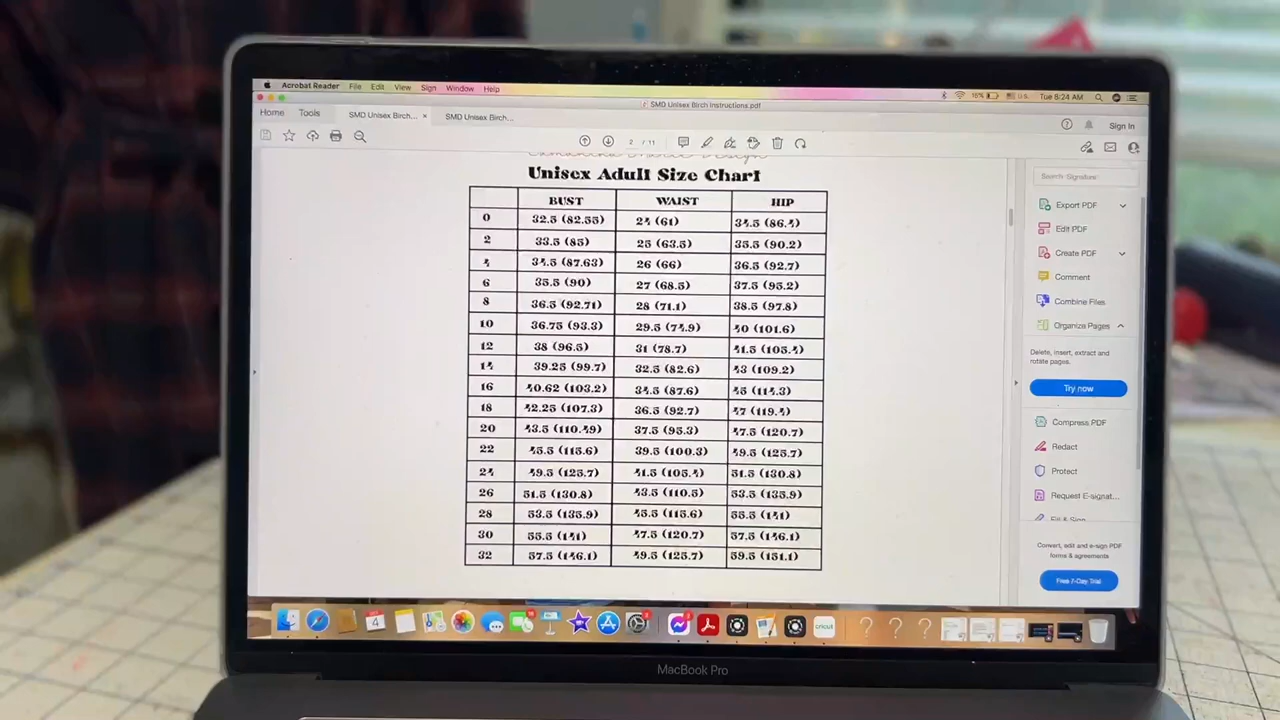 Acrobat Reader File Edit View Sign Window Help 16% U.S. Tue 8:24 AM
SMD Unisex Birch Instructions.pdf
Home Tools SMD Unisex Birch... × SMD Unisex Birch... Sign In
2 / 11
Unisex Adult Size Chart
BUST WAIST HIP
0 32.5 (82.55) 24 (61) 34.5 (86.4)
2 33.5 (85) 25 (63.5) 35.5 (90.2)
4 34.5 (87.63) 26 (66) 36.5 (92.7)
6 35.5 (90) 27 (68.5) 37.5 (95.2)
8 36.5 (92.71) 28 (71.1) 38.5 (97.8)
10 36.75 (93.3) 29.5 (74.9) 40 (101.6)
12 38 (96.5) 31 (78.7) 41.5 (105.4)
14 39.25 (99.7) 32.5 (82.6) 43 (109.2)
16 40.62 (103.2) 34.5 (87.6) 45 (114.3)
18 42.25 (107.3) 36.5 (92.7) 47 (119.4)
20 43.5 (110.49) 37.5 (95.3) 47.5 (120.7)
22 45.5 (115.6) 39.5 (100.3) 49.5 (125.7)
24 49.5 (125.7) 41.5 (105.4) 51.5 (130.8)
26 51.5 (130.8) 43.5 (110.5) 53.5 (135.9)
28 53.5 (135.9) 45.5 (115.6) 55.5 (141)
30 55.5 (141) 47.5 (120.7) 57.5 (146.1)
32 57.5 (146.1) 49.5 (125.7) 59.5 (151.1)
Export PDF
Edit PDF
Create PDF
Comment
Combine Files
Organize Pages
Delete, insert, extract and
rotate pages.
Try now
Compress PDF
Redact
Protect
Request E-signat...
Fill & Sign
Convert, edit and e-sign PDF
forms & agreements
Free 7-Day Trial
4
cricut
MacBook Pro